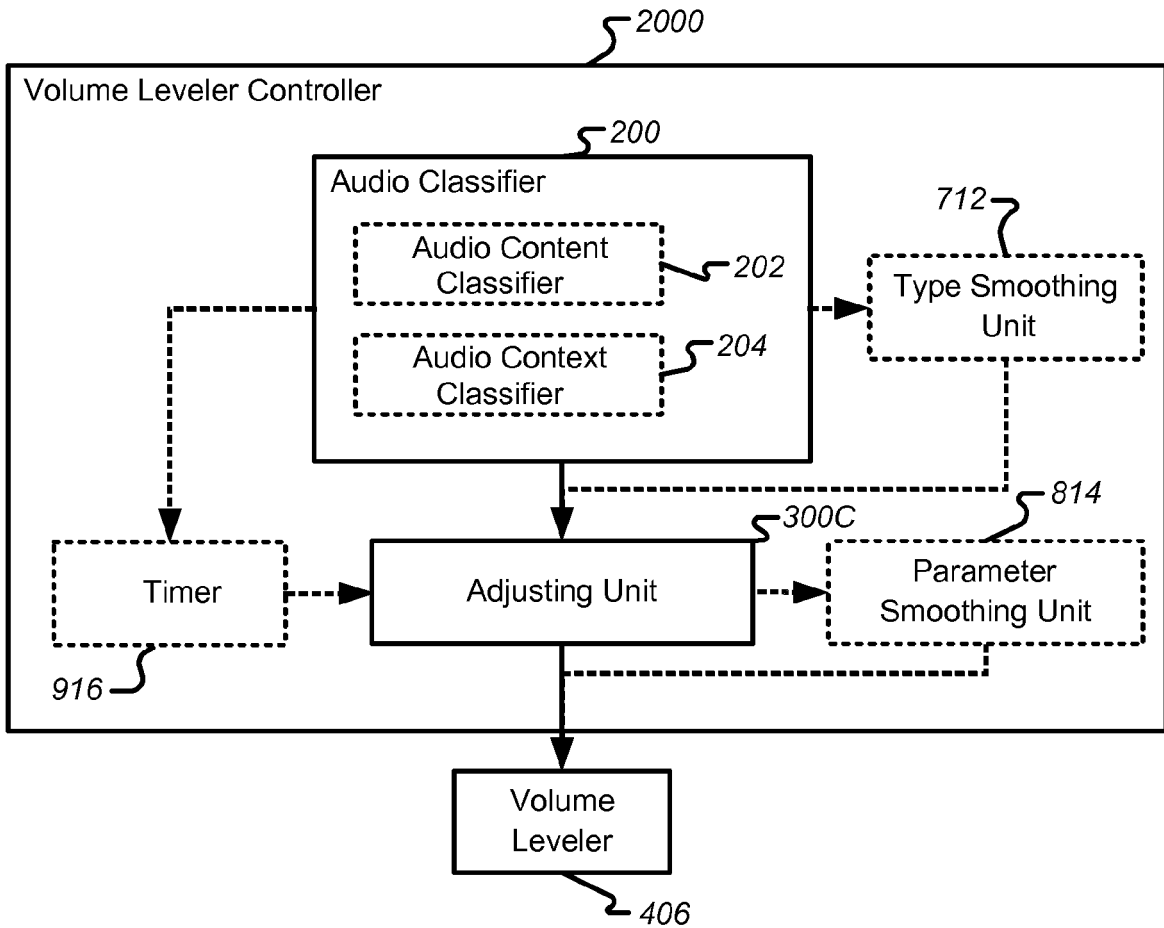 2000
Volume Leveler Controller
200
Audio Classifier
712
Audio Content
Classifier
202
Type Smoothing
Unit
Audio Context
Classifier
204
814
300C
Timer
Adjusting Unit
Parameter
Smoothing Unit
916
Volume
Leveler
406